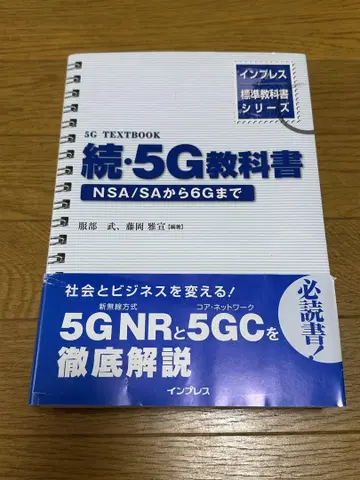 インプレス
標準教科書
シリーズ
5G TEXTBOOK
続・5G教科書
NSA/SAから6Gまで
服部 武、藤岡 雅宣【編著】
社会とビジネスを変える!
新無線方式 コア・ネットワーク
5G NRと5GCを
徹底解説
必読書!
インプレス